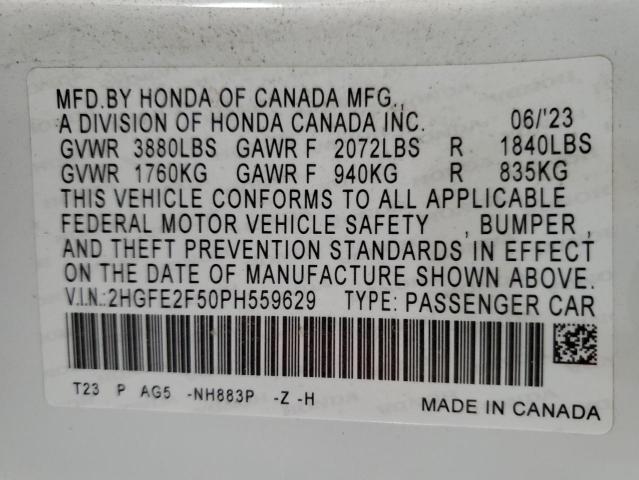 MFD.BY HONDA OF CANADA MFG.,
A DIVISION OF HONDA CANADA INC. 06/'23
GVWR 3880LBS GAWR F 2072LBS R 1840LBS
GVWR 1760KG GAWR F 940KG R 835KG
THIS VEHICLE CONFORMS TO ALL APPLICABLE
FEDERAL MOTOR VEHICLE SAFETY , BUMPER ,
AND THEFT PREVENTION STANDARDS IN EFFECT
ON THE DATE OF MANUFACTURE SHOWN ABOVE.
V.I.N.:2HGFE2F50PH559629 TYPE: PASSENGER CAR
T23 P AG5 -NH883P -Z -H
MADE IN CANADA